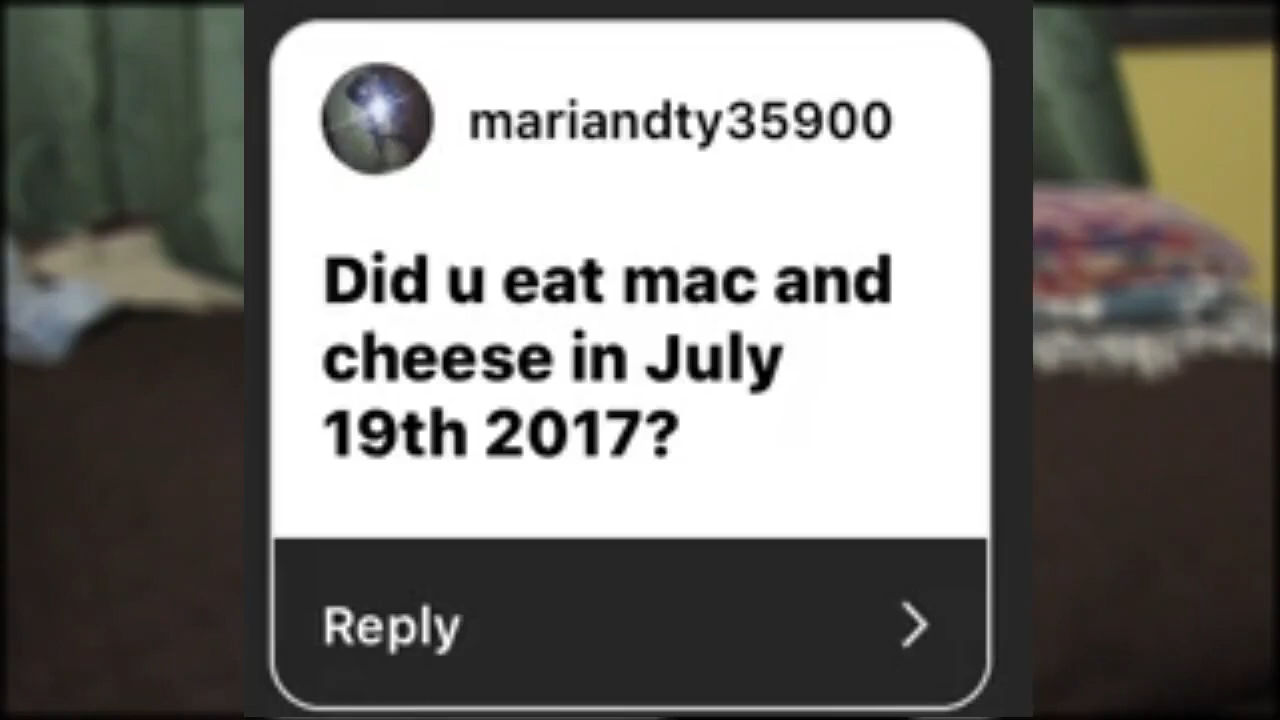 mariandty35900
Did u eat mac and
cheese in July
19th 2017?
Reply